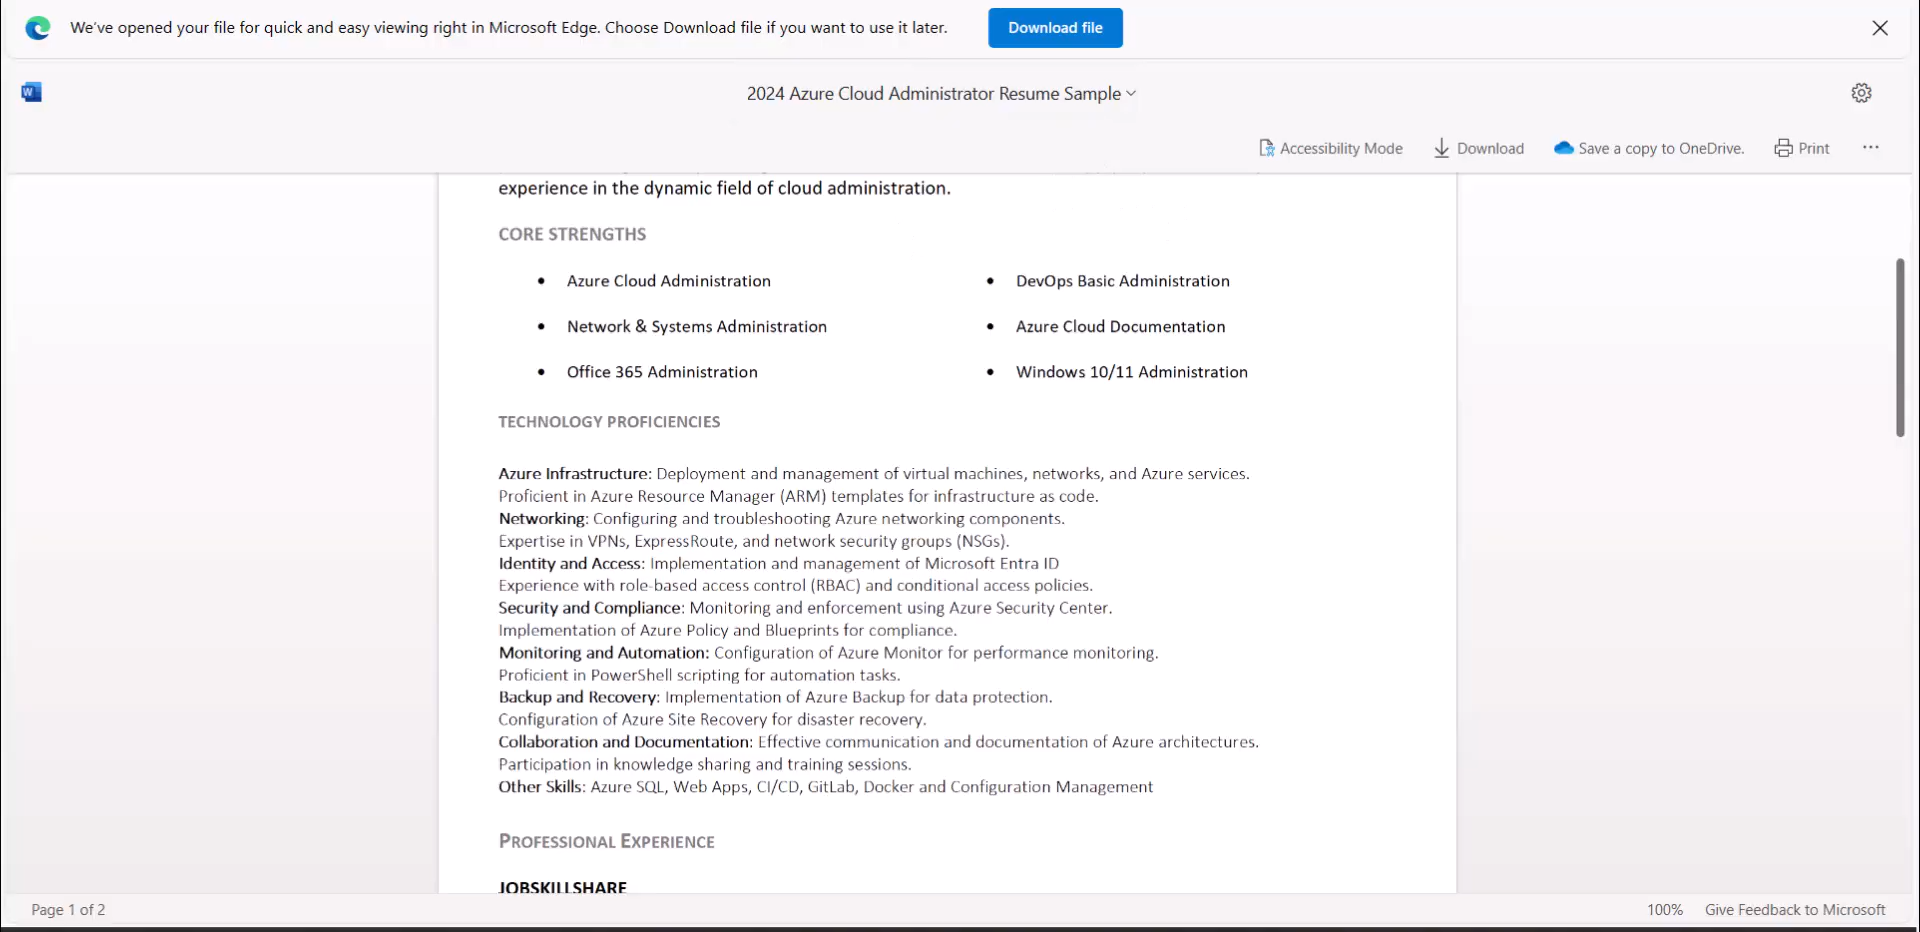 We've opened your file for quick and easy viewing right in Microsoft Edge. Choose Download file if you want to use it later.
Download file
W
2024 Azure Cloud Administrator Resume Sample
Accessibility Mode
Download
Save a copy to OneDrive.
Print
experience in the dynamic field of cloud administration.
CORE STRENGTHS
• Azure Cloud Administration
• DevOps Basic Administration
• Network & Systems Administration
• Azure Cloud Documentation
• Office 365 Administration
• Windows 10/11 Administration
TECHNOLOGY PROFICIENCIES
Azure Infrastructure: Deployment and management of virtual machines, networks, and Azure services.
Proficient in Azure Resource Manager (ARM) templates for infrastructure as code.
Networking: Configuring and troubleshooting Azure networking components.
Expertise in VPNs, ExpressRoute, and network security groups (NSGs).
Identity and Access: Implementation and management of Microsoft Entra ID
Experience with role-based access control (RBAC) and conditional access policies.
Security and Compliance: Monitoring and enforcement using Azure Security Center.
Implementation of Azure Policy and Blueprints for compliance.
Monitoring and Automation: Configuration of Azure Monitor for performance monitoring.
Proficient in PowerShell scripting for automation tasks.
Backup and Recovery: Implementation of Azure Backup for data protection.
Configuration of Azure Site Recovery for disaster recovery.
Collaboration and Documentation: Effective communication and documentation of Azure architectures.
Participation in knowledge sharing and training sessions.
Other Skills: Azure SQL, Web Apps, CI/CD, GitLab, Docker and Configuration Management
PROFESSIONAL EXPERIENCE
JOBSKILLSHARE
Page 1 of 2
100%
Give Feedback to Microsoft